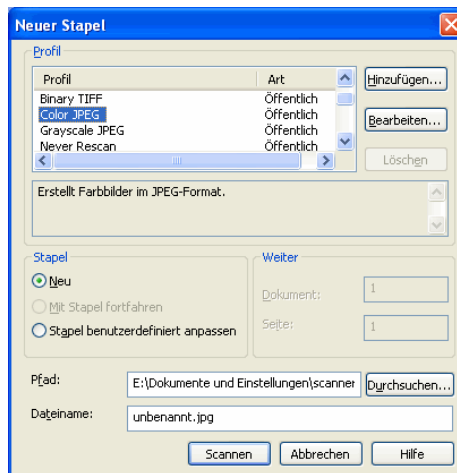 Neuer Stapel
Profil
Profil Art
Binary TIFF Öffentlich
Color JPEG Öffentlich
Grayscale JPEG Öffentlich
Never Rescan Öffentlich
Hinzufügen...
Bearbeiten...
Löschen
Erstellt Farbbilder im JPEG-Format.
Stapel
Neu
Mit Stapel fortfahren
Stapel benutzerdefiniert anpassen
Weiter
Dokument: 1
Seite: 1
Pfad: E:\Dokumente und Einstellungen\scanner Durchsuchen...
Dateiname: unbenannt.jpg
Scannen Abbrechen Hilfe